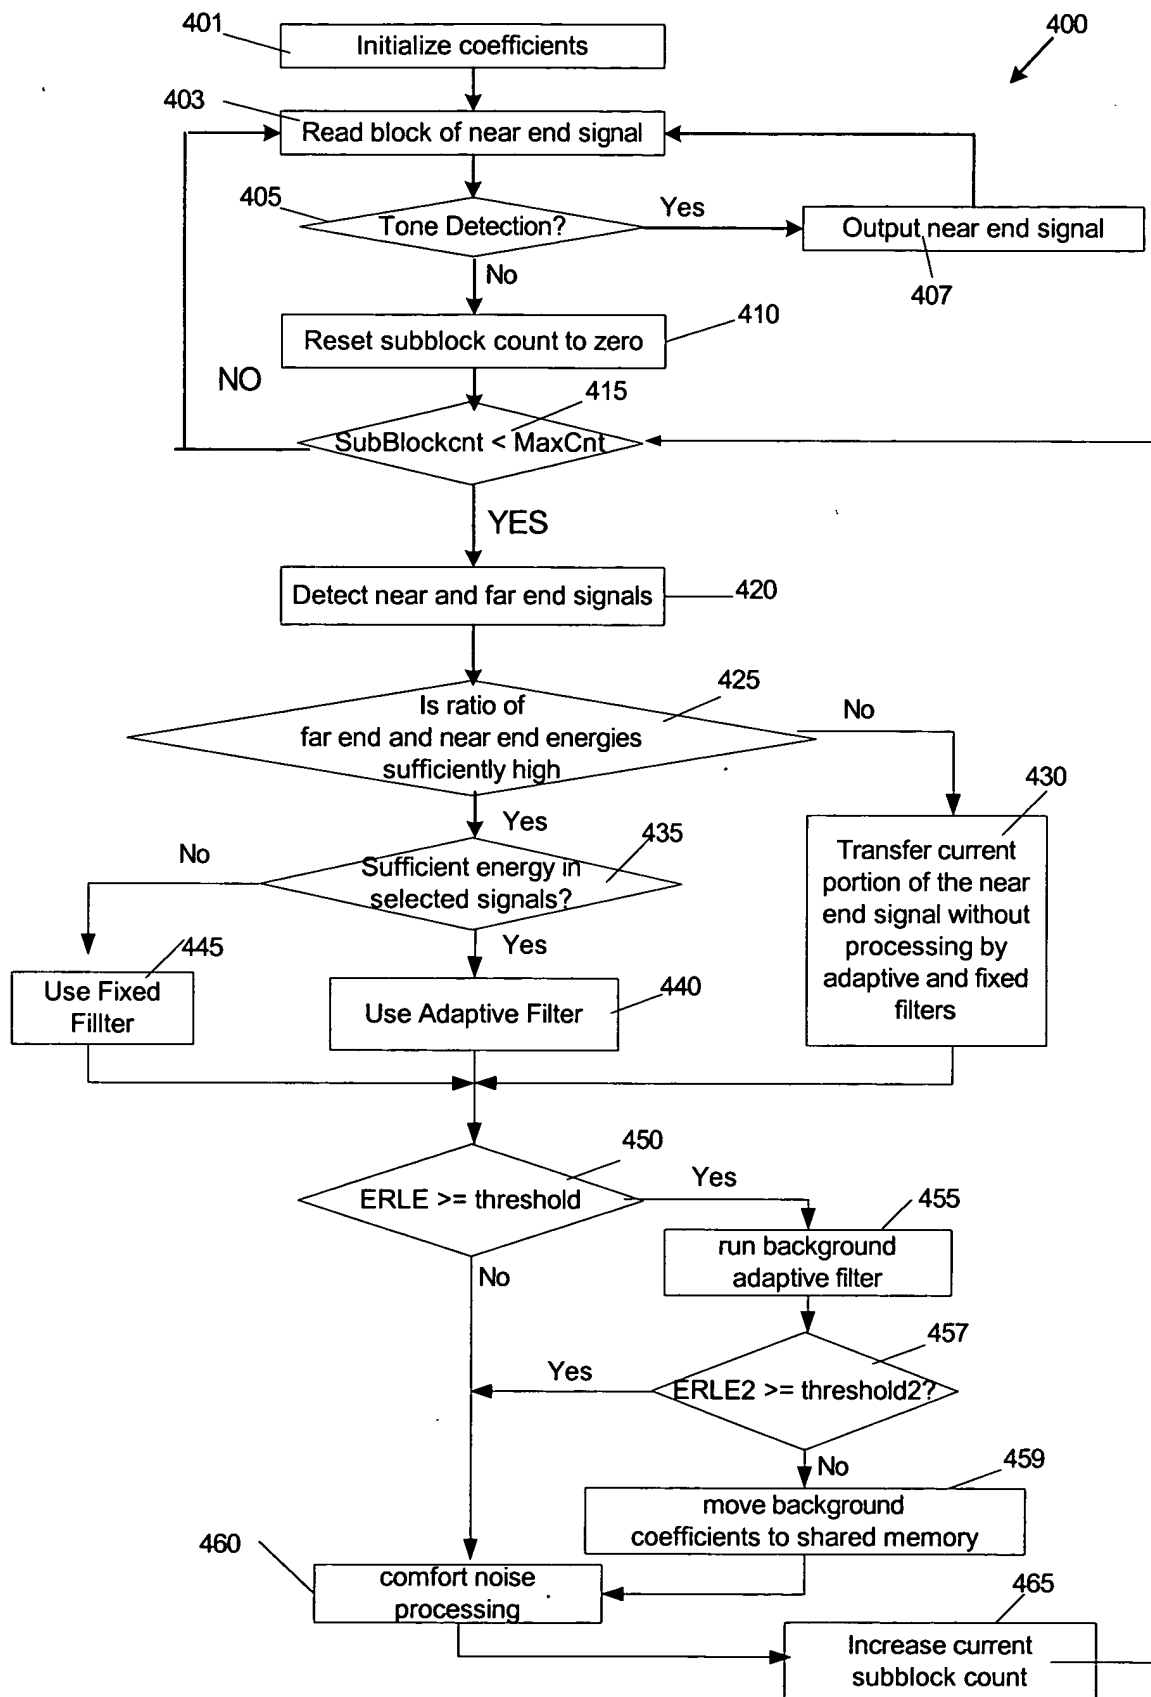 401
Initialize coefficients
400
403
Read block of near end signal
405
Tone Detection?
Yes
Output near end signal
407
No
410
Reset subblock count to zero
NO
415
SubBlockcnt < MaxCnt
YES
Detect near and far end signals
420
425
Is ratio of
far end and near end energies
sufficiently high
No
Yes
430
Transfer current
portion of the near
end signal without
processing by
adaptive and fixed
filters
435
Sufficient energy in
selected signals?
No
Yes
445
Use Fixed
Fillter
440
Use Adaptive Filter
450
ERLE >= threshold
Yes
No
455
run background
adaptive filter
457
ERLE2 >= threshold2?
Yes
No
459
move background
coefficients to shared memory
460
comfort noise
processing
465
Increase current
subblock count